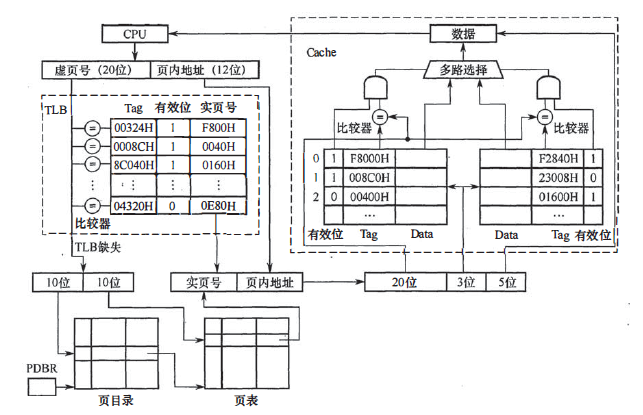 CPU
数据
Cache
虚页号（20位） 页内地址（12位）
多路选择
TLB
Tag 有效位 实页号
= 00324H 1 F800H
= 0008CH 1 0040H
= 8C040H 1 0160H
⋮ ⋮ ⋮
= 04320H 0 0E80H
比较器
= 比较器 = 比较器
0 1 F8000H F2840H 1
1 1 008C0H 23008H 0
2 0 00400H 01600H 1
... ...
有效位 Tag Data Data Tag 有效位
TLB缺失
10位 10位 实页号 页内地址 20位 3位 5位
PDBR
页目录 页表